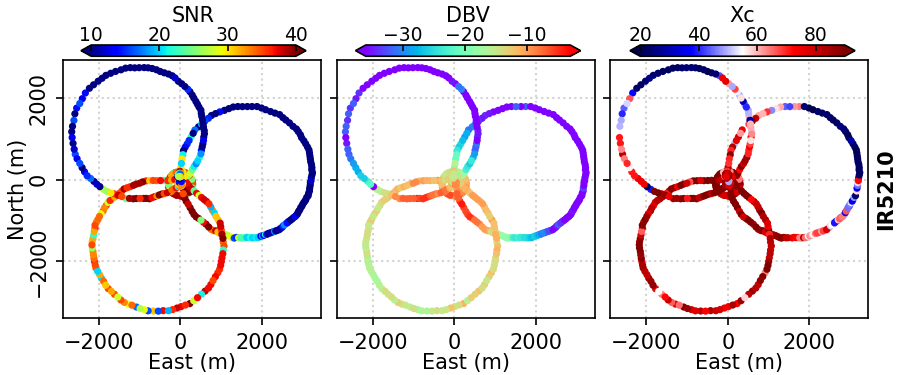 SNR DBV Xc
10 20 30 40 −30 −20 −10 20 40 60 80
2000
0
−2000
North (m)
IR5210
−2000 0 2000 −2000 0 2000 −2000 0 2000
East (m) East (m) East (m)